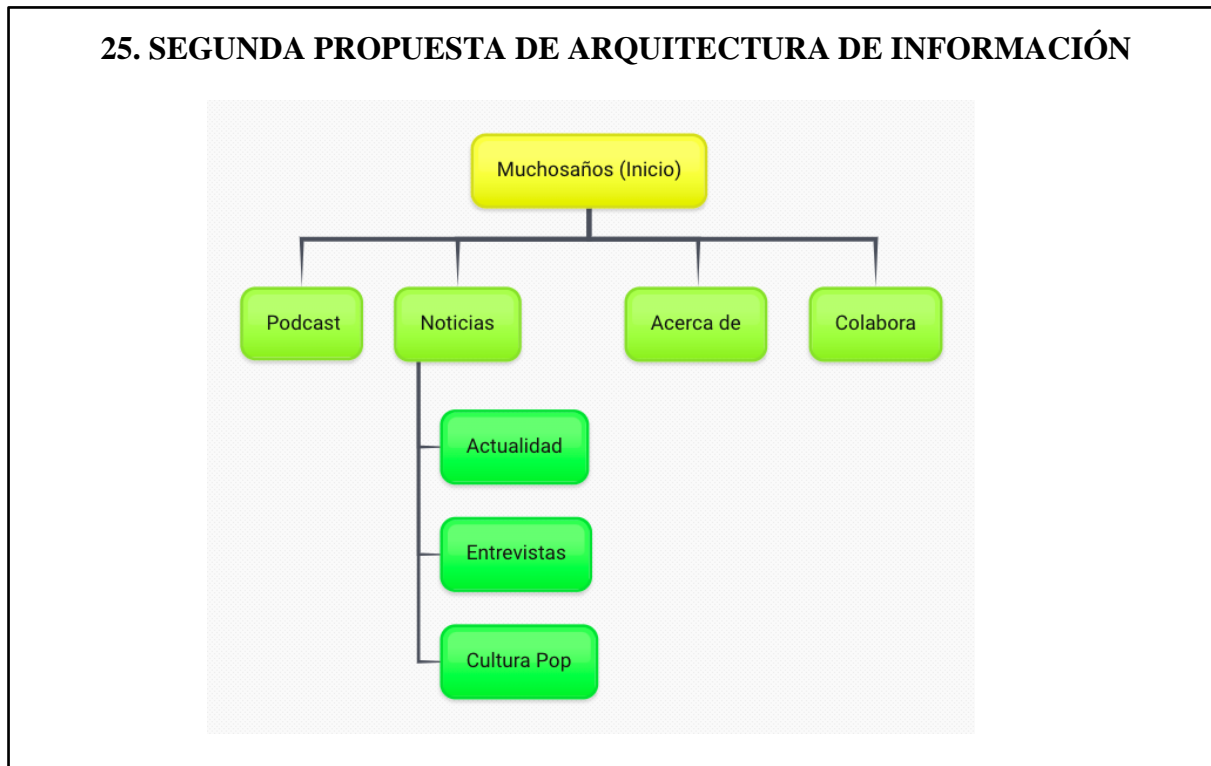 25. SEGUNDA PROPUESTA DE ARQUITECTURA DE INFORMACIÓN
Muchosaños (Inicio)
Podcast
Noticias
Acerca de
Colabora
Actualidad
Entrevistas
Cultura Pop